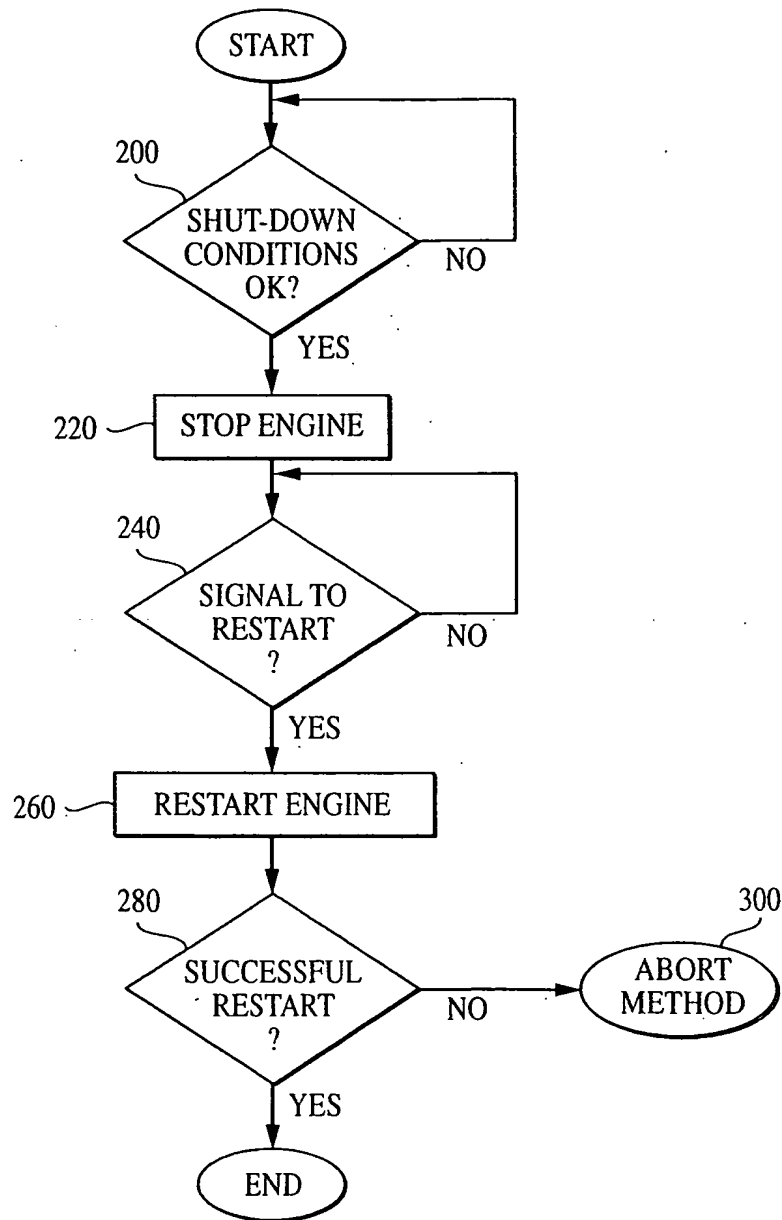 START
200
SHUT-DOWN
CONDITIONS
OK?
NO
YES
220
STOP ENGINE
240
SIGNAL TO
RESTART
?
NO
YES
260
RESTART ENGINE
280
SUCCESSFUL
RESTART
?
NO
300
ABORT
METHOD
YES
END